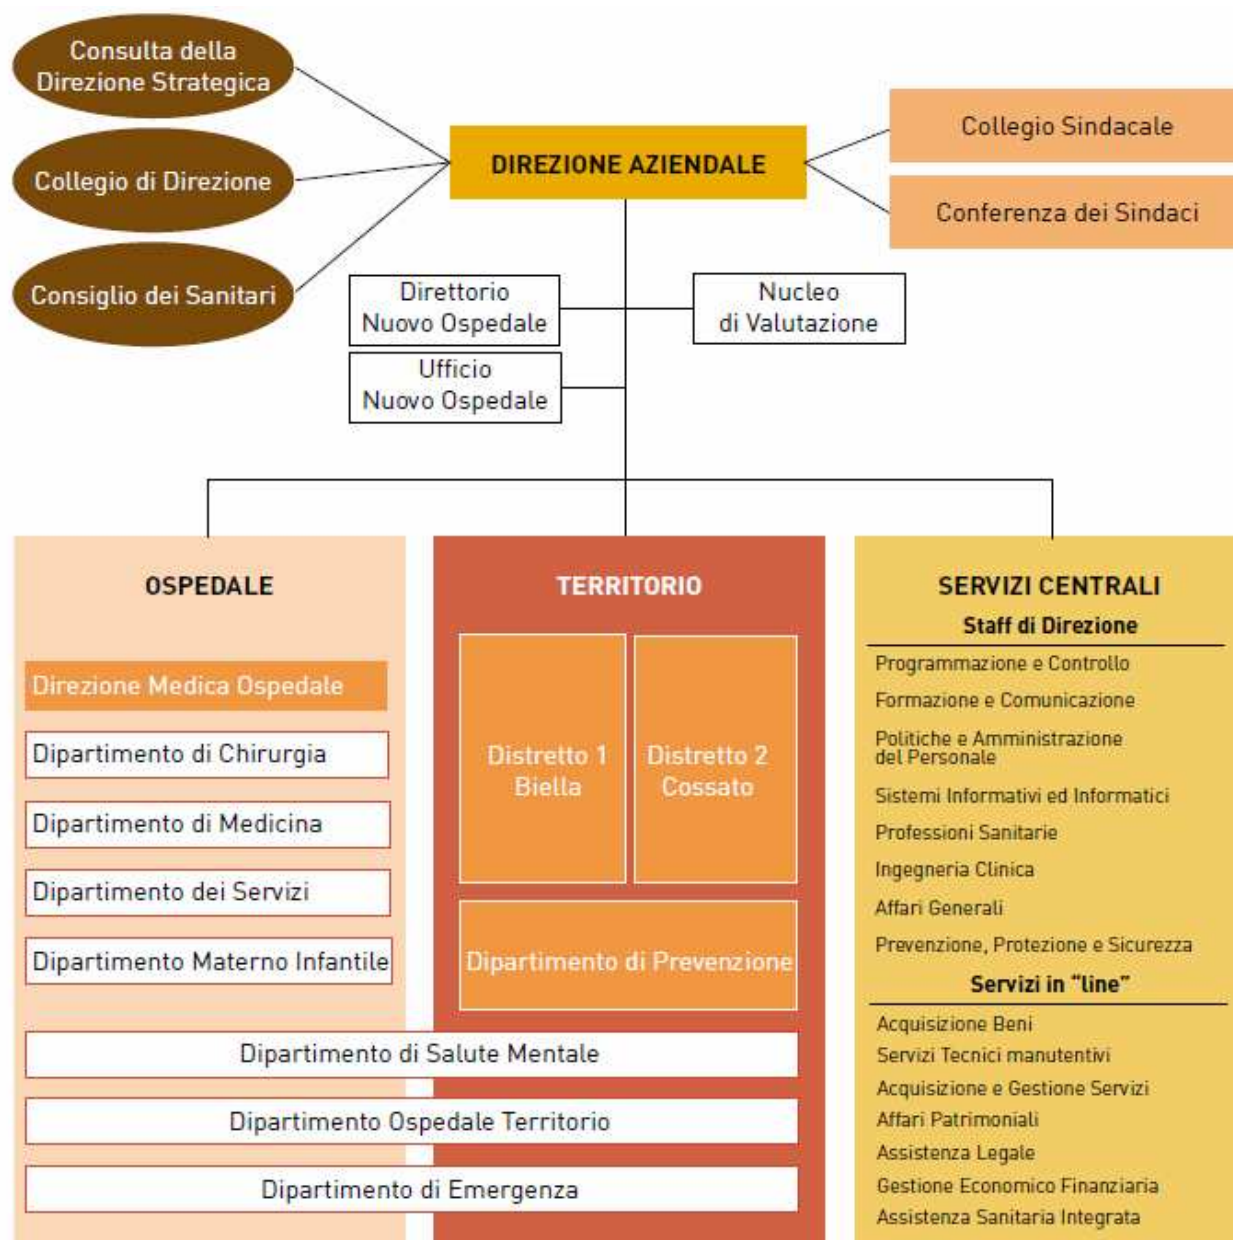 Consulta della
Direzione Strategica
Collegio di Direzione
Consiglio dei Sanitari
DIREZIONE AZIENDALE
Collegio Sindacale
Conferenza dei Sindaci
Direttorio
Nuovo Ospedale
Nucleo
di Valutazione
Ufficio
Nuovo Ospedale
OSPEDALE
Direzione Medica Ospedale
Dipartimento di Chirurgia
Dipartimento di Medicina
Dipartimento dei Servizi
Dipartimento Materno Infantile
TERRITORIO
Distretto 1
Biella
Distretto 2
Cossato
Dipartimento di Prevenzione
Dipartimento di Salute Mentale
Dipartimento Ospedale Territorio
Dipartimento di Emergenza
SERVIZI CENTRALI
Staff di Direzione
Programmazione e Controllo
Formazione e Comunicazione
Politiche e Amministrazione
del Personale
Sistemi Informativi ed Informatici
Professioni Sanitarie
Ingegneria Clinica
Affari Generali
Prevenzione, Protezione e Sicurezza
Servizi in “line”
Acquisizione Beni
Servizi Tecnici manutentivi
Acquisizione e Gestione Servizi
Affari Patrimoniali
Assistenza Legale
Gestione Economico Finanziaria
Assistenza Sanitaria Integrata